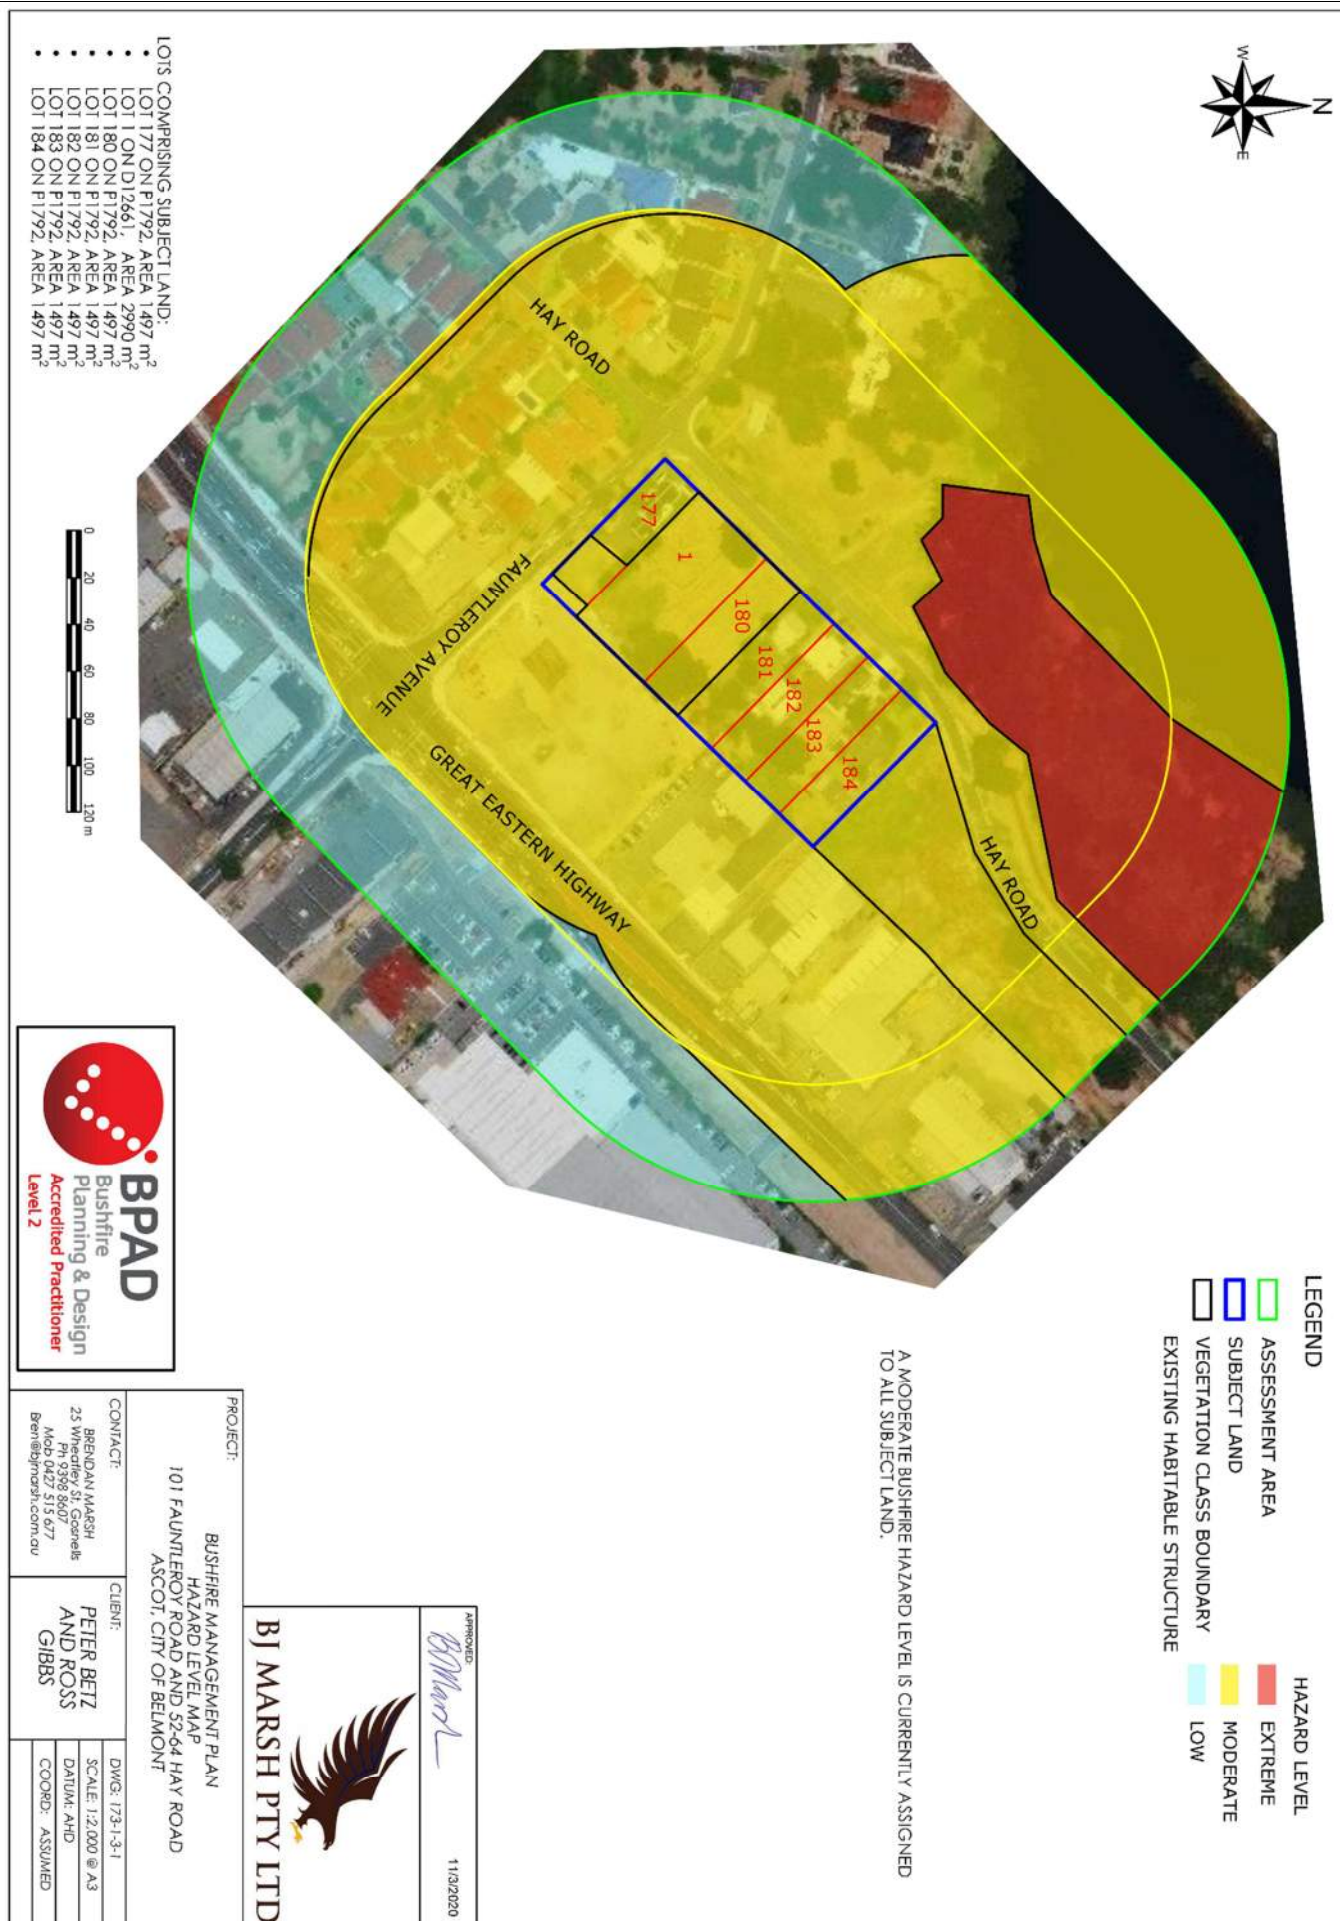 N
W
E
LOTS COMPRISING SUBJECT LAND:
• LOT 177 ON P1792, AREA 1497 m²
• LOT 1 ON D12661, AREA 2990 m²
• LOT 180 ON P1792, AREA 1497 m²
• LOT 181 ON P1792, AREA 1497 m²
• LOT 182 ON P1792, AREA 1497 m²
• LOT 183 ON P1792, AREA 1497 m²
• LOT 184 ON P1792, AREA 1497 m²
HAY ROAD
177
1
180
181
182
183
184
HAY ROAD
FAUNTLEROY AVENUE
GREAT EASTERN HIGHWAY
0 20 40 60 80 100 120 m
LEGEND
ASSESSMENT AREA
SUBJECT LAND
VEGETATION CLASS BOUNDARY
EXISTING HABITABLE STRUCTURE
HAZARD LEVEL
EXTREME
MODERATE
LOW
A MODERATE BUSHFIRE HAZARD LEVEL IS CURRENTLY ASSIGNED
TO ALL SUBJECT LAND.
BPAD
Bushfire
Planning & Design
Accredited Practitioner
Level 2
APPROVED:
BJMarsh
11/3/2020
BJ MARSH PTY LTD
PROJECT:
BUSHFIRE MANAGEMENT PLAN
HAZARD LEVEL MAP
101 FAUNTLEROY ROAD AND 52-64 HAY ROAD
ASCOT, CITY OF BELMONT
CONTACT:
BRENDAN MARSH
25 Wheatley St, Gosnells
Ph 9398 8607
Mob 0427 515 677
Bren@bjmarsh.com.au
CLIENT:
PETER BETZ
AND ROSS
GIBBS
DWG: 173-1-3-1
SCALE: 1:2,000 @ A3
DATUM: AHD
COORD: ASSUMED